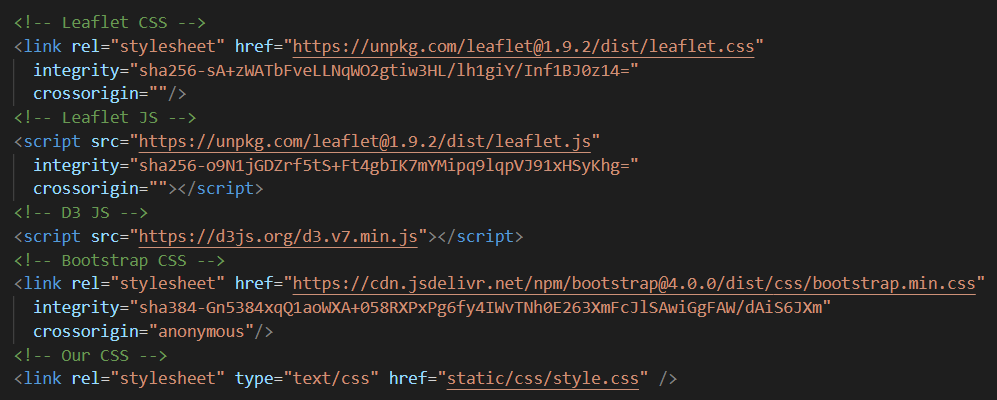 <!-- Leaflet CSS -->
<link rel="stylesheet" href="https://unpkg.com/leaflet@1.9.2/dist/leaflet.css"
integrity="sha256-sA+zWATbFveLLNqWO2gtiw3HL/lh1giY/Inf1BJ0z14="
crossorigin=""/>
<!-- Leaflet JS -->
<script src="https://unpkg.com/leaflet@1.9.2/dist/leaflet.js"
integrity="sha256-o9N1jGDZrf5tS+Ft4gbIK7mYMipq9lqpVJ91xHSyKhg="
crossorigin=""></script>
<!-- D3 JS -->
<script src="https://d3js.org/d3.v7.min.js"></script>
<!-- Bootstrap CSS -->
<link rel="stylesheet" href="https://cdn.jsdelivr.net/npm/bootstrap@4.0.0/dist/css/bootstrap.min.css"
integrity="sha384-Gn5384xqQ1aoWXA+058RXPxPg6fy4IWvTNh0E263XmFcJlSAwiGgFAW/dAiS6JXm"
crossorigin="anonymous"/>
<!-- Our CSS -->
<link rel="stylesheet" type="text/css" href="static/css/style.css" />